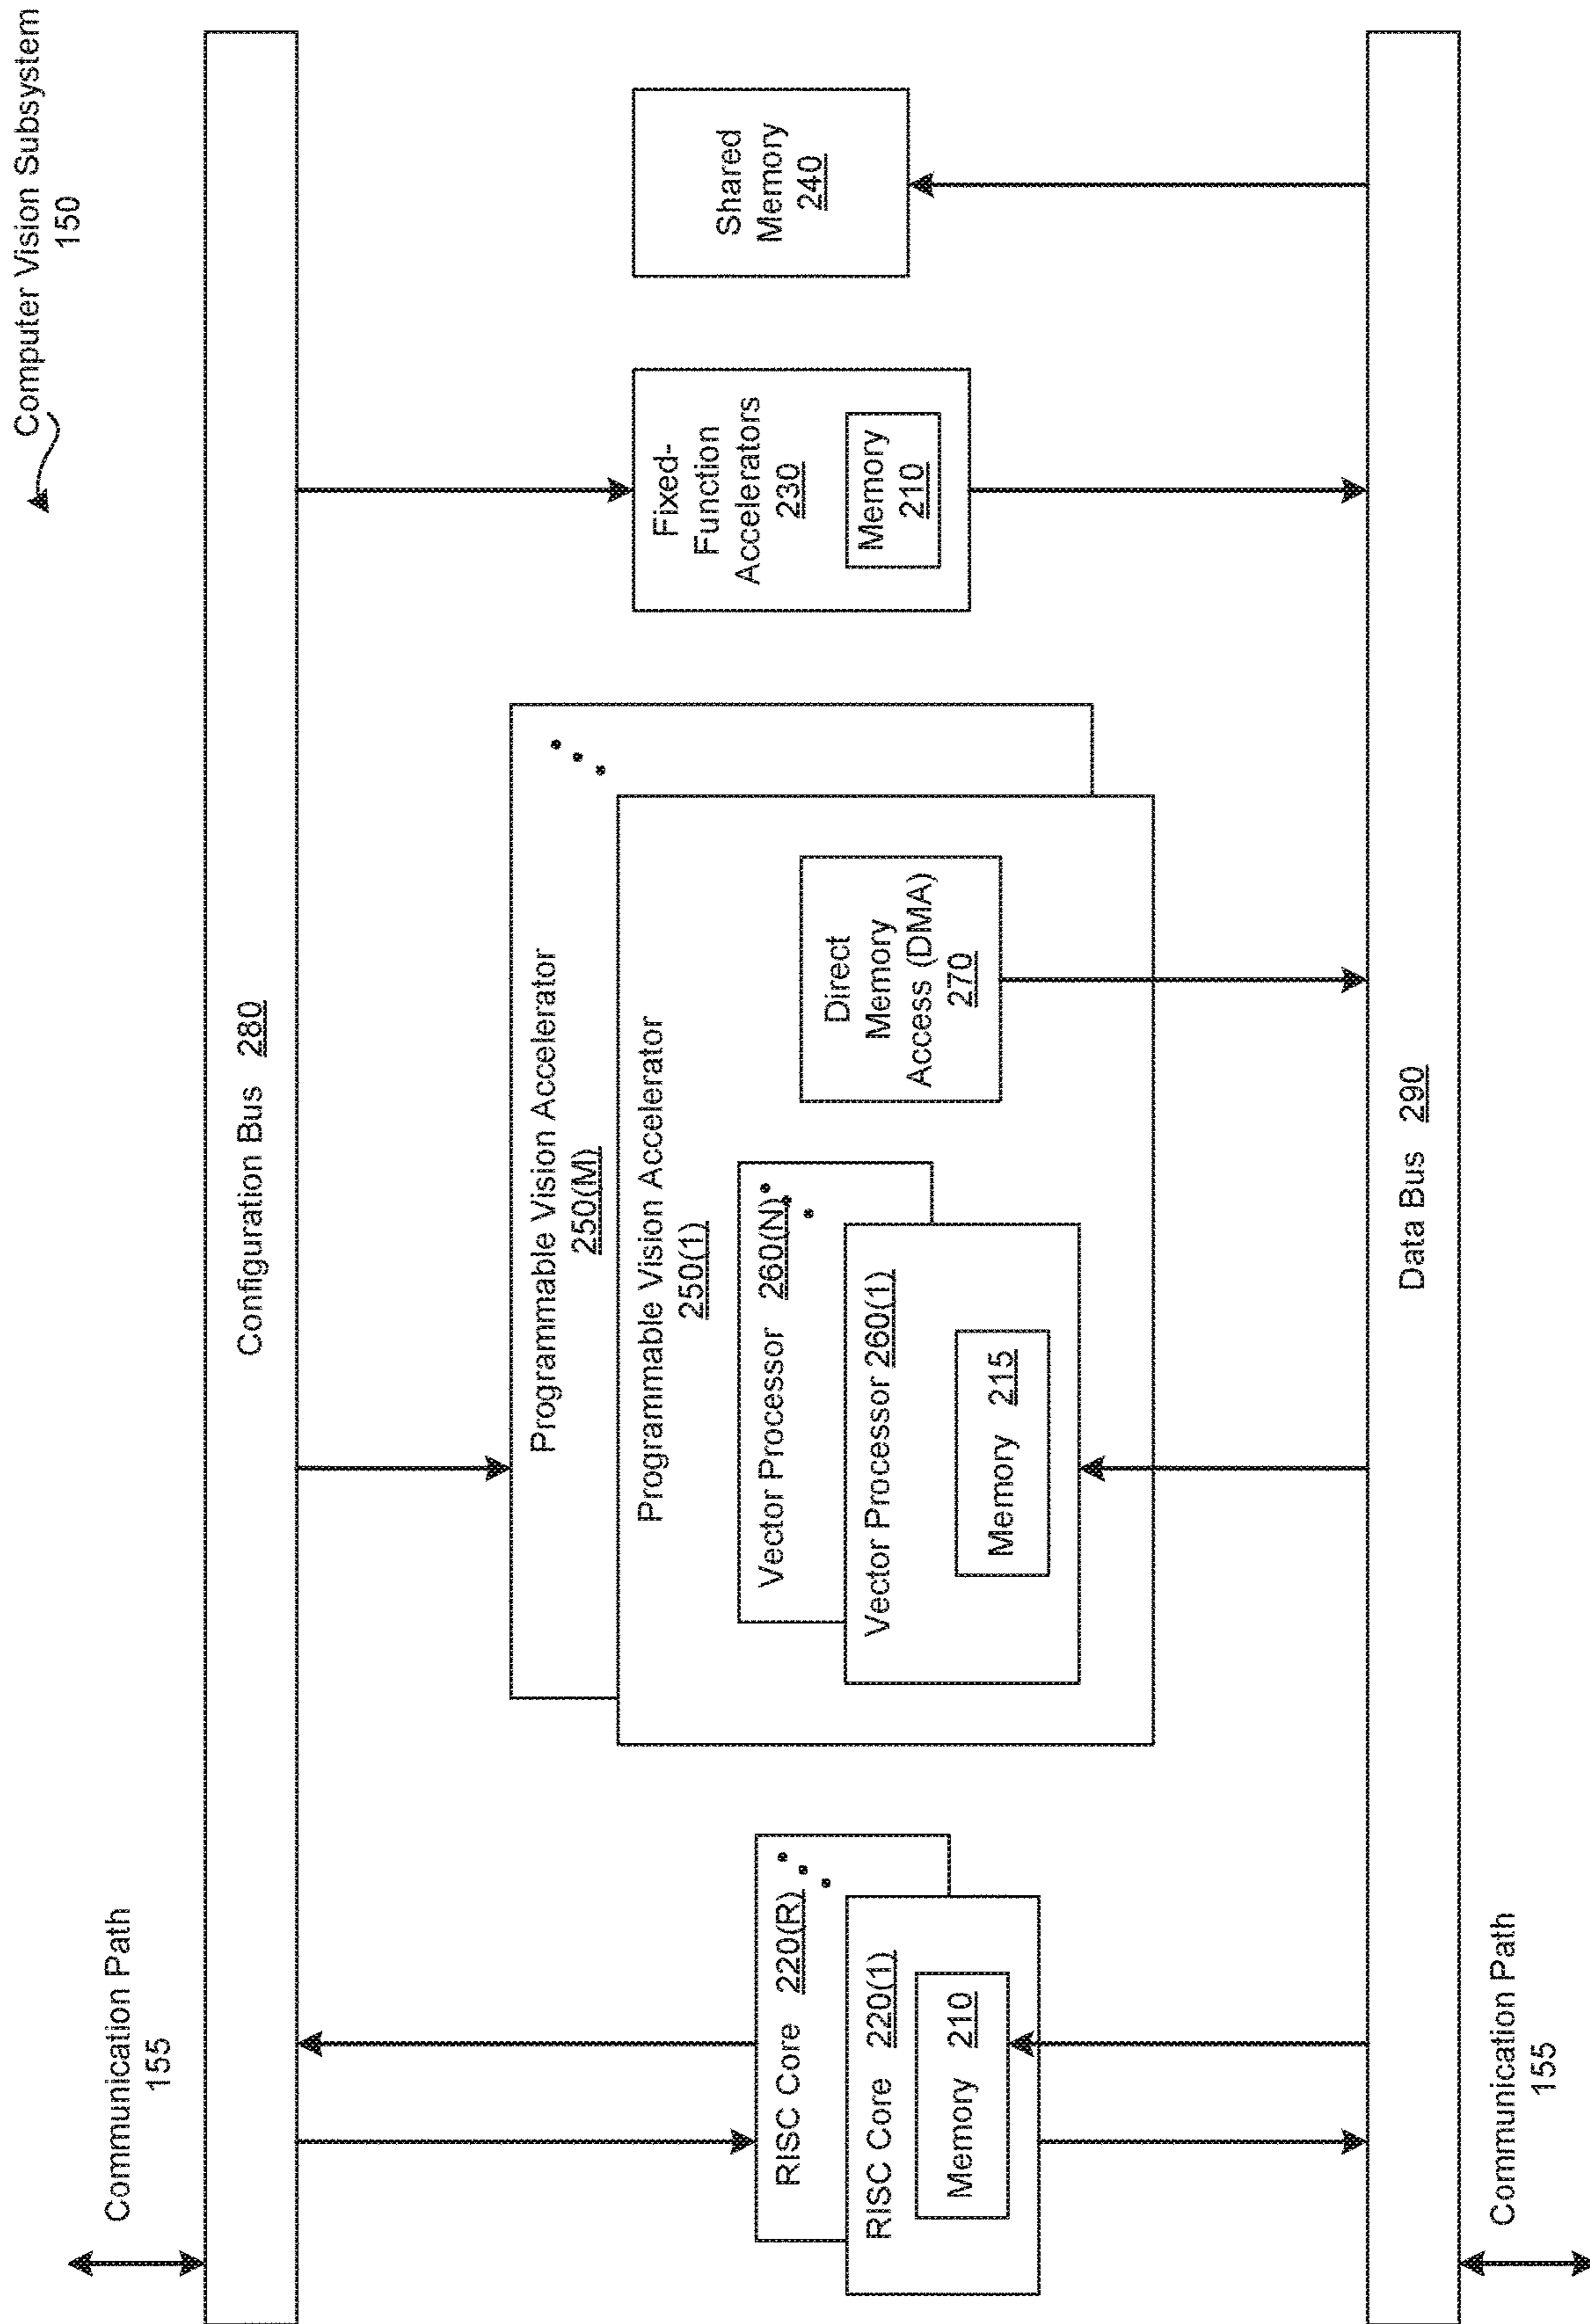 Computer Vision Subsystem
150
Communication Path
155
Configuration Bus 280
RISC Core 220(R)
RISC Core 220(1)
Memory 210
Programmable Vision Accelerator
250(M)
Programmable Vision Accelerator
250(1)
Vector Processor 260(N)
Vector Processor 260(1)
Memory 215
Direct
Memory
Access (DMA)
270
Fixed-
Function
Accelerators
230
Memory
210
Shared
Memory
240
Data Bus 290
Communication Path
155